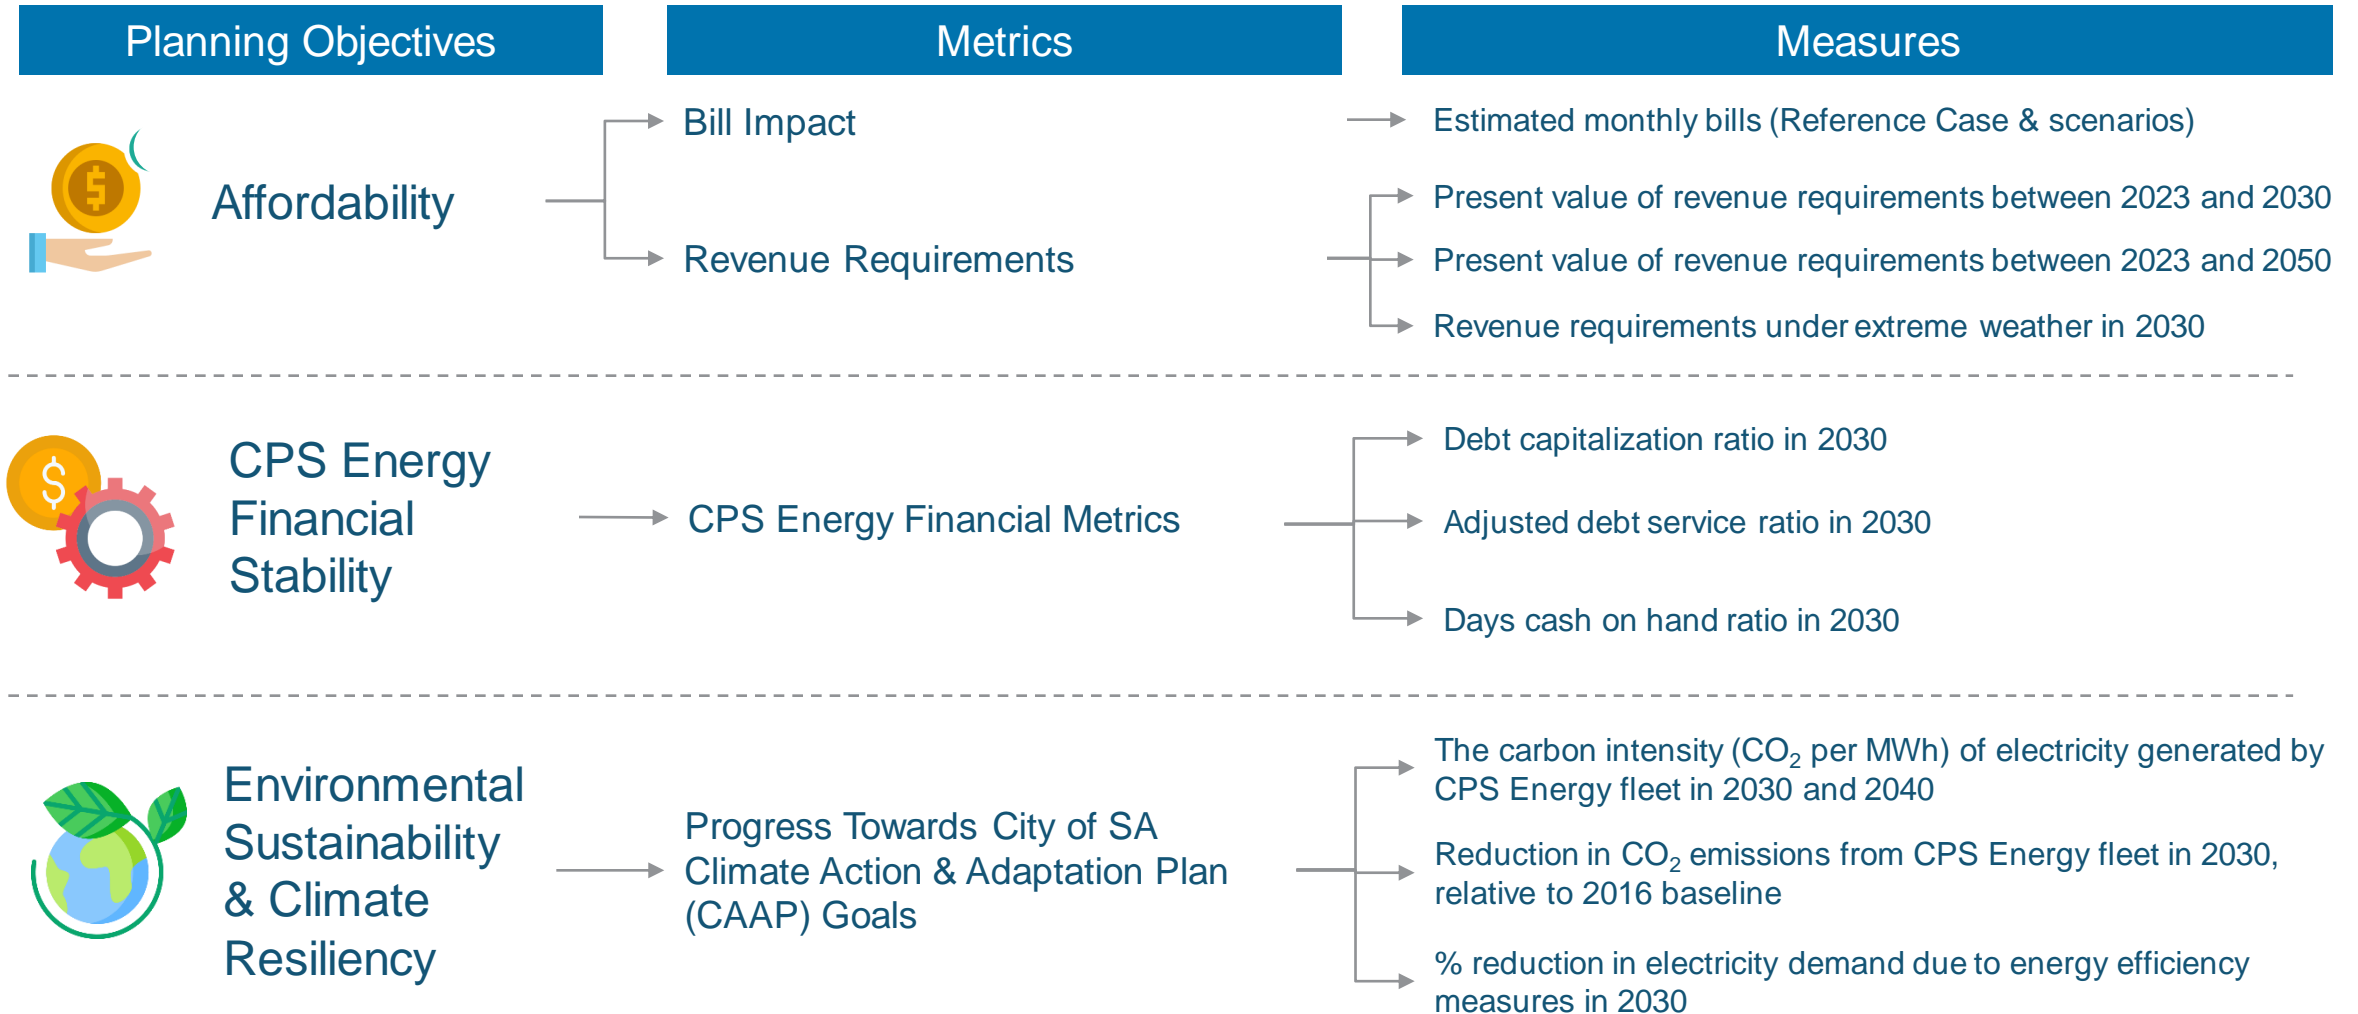 Planning Objectives
Metrics
Measures
Affordability
Bill Impact
Estimated monthly bills (Reference Case & scenarios)
Revenue Requirements
Present value of revenue requirements between 2023 and 2030
Present value of revenue requirements between 2023 and 2050
Revenue requirements under extreme weather in 2030
CPS Energy
Financial
Stability
CPS Energy Financial Metrics
Debt capitalization ratio in 2030
Adjusted debt service ratio in 2030
Days cash on hand ratio in 2030
Environmental
Sustainability
& Climate
Resiliency
Progress Towards City of SA
Climate Action & Adaptation Plan
(CAAP) Goals
The carbon intensity (CO₂ per MWh) of electricity generated by
CPS Energy fleet in 2030 and 2040
Reduction in CO₂ emissions from CPS Energy fleet in 2030,
relative to 2016 baseline
% reduction in electricity demand due to energy efficiency
measures in 2030